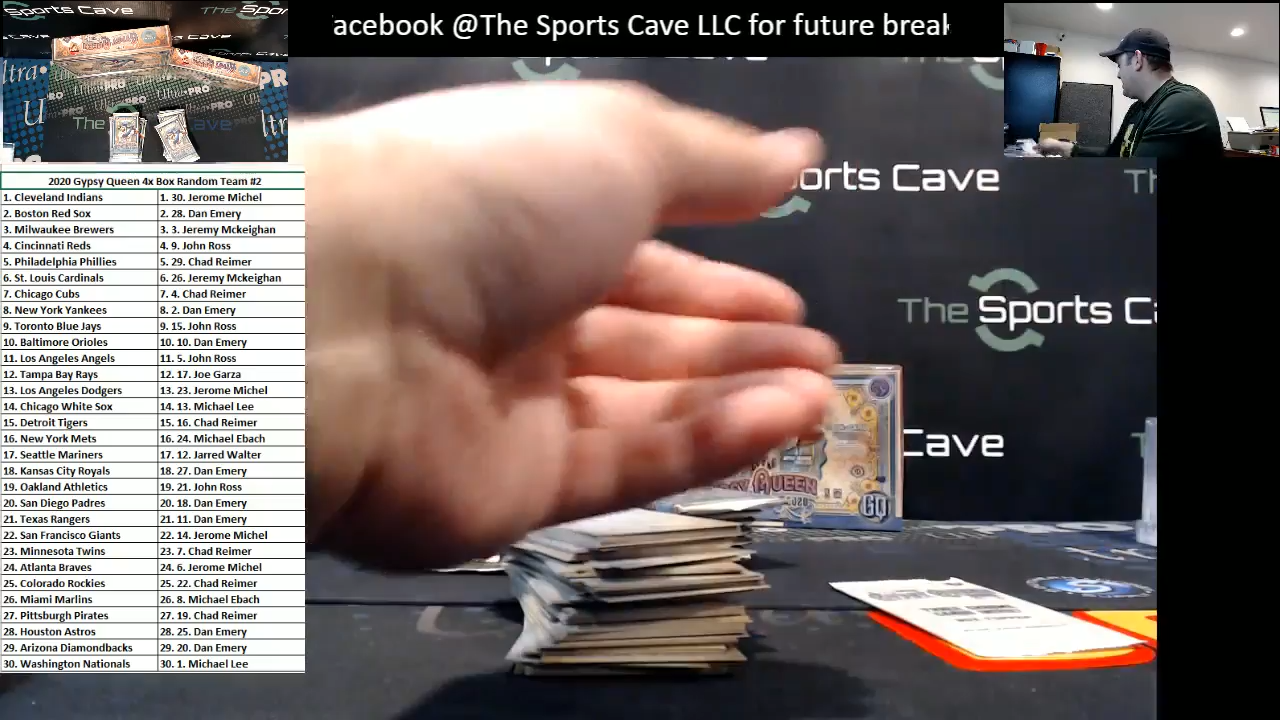 acebook @The Sports Cave LLC for future break
2020 Gypsy Queen 4x Box Random Team #2
1. Cleveland Indians 1. 30. Jerome Michel
2. Boston Red Sox 2. 28. Dan Emery
3. Milwaukee Brewers 3. 3. Jeremy Mckeighan
4. Cincinnati Reds 4. 9. John Ross
5. Philadelphia Phillies 5. 29. Chad Reimer
6. St. Louis Cardinals 6. 26. Jeremy Mckeighan
7. Chicago Cubs 7. 4. Chad Reimer
8. New York Yankees 8. 2. Dan Emery
9. Toronto Blue Jays 9. 15. John Ross
10. Baltimore Orioles 10. 10. Dan Emery
11. Los Angeles Angels 11. 5. John Ross
12. Tampa Bay Rays 12. 17. Joe Garza
13. Los Angeles Dodgers 13. 23. Jerome Michel
14. Chicago White Sox 14. 13. Michael Lee
15. Detroit Tigers 15. 16. Chad Reimer
16. New York Mets 16. 24. Michael Ebach
17. Seattle Mariners 17. 12. Jarred Walter
18. Kansas City Royals 18. 27. Dan Emery
19. Oakland Athletics 19. 21. John Ross
20. San Diego Padres 20. 18. Dan Emery
21. Texas Rangers 21. 11. Dan Emery
22. San Francisco Giants 22. 14. Jerome Michel
23. Minnesota Twins 23. 7. Chad Reimer
24. Atlanta Braves 24. 6. Jerome Michel
25. Colorado Rockies 25. 22. Chad Reimer
26. Miami Marlins 26. 8. Michael Ebach
27. Pittsburgh Pirates 27. 19. Chad Reimer
28. Houston Astros 28. 25. Dan Emery
29. Arizona Diamondbacks 29. 20. Dan Emery
30. Washington Nationals 30. 1. Michael Lee
orts Cave
The Sports Ca
Cave
QUEEN
2020
GQ